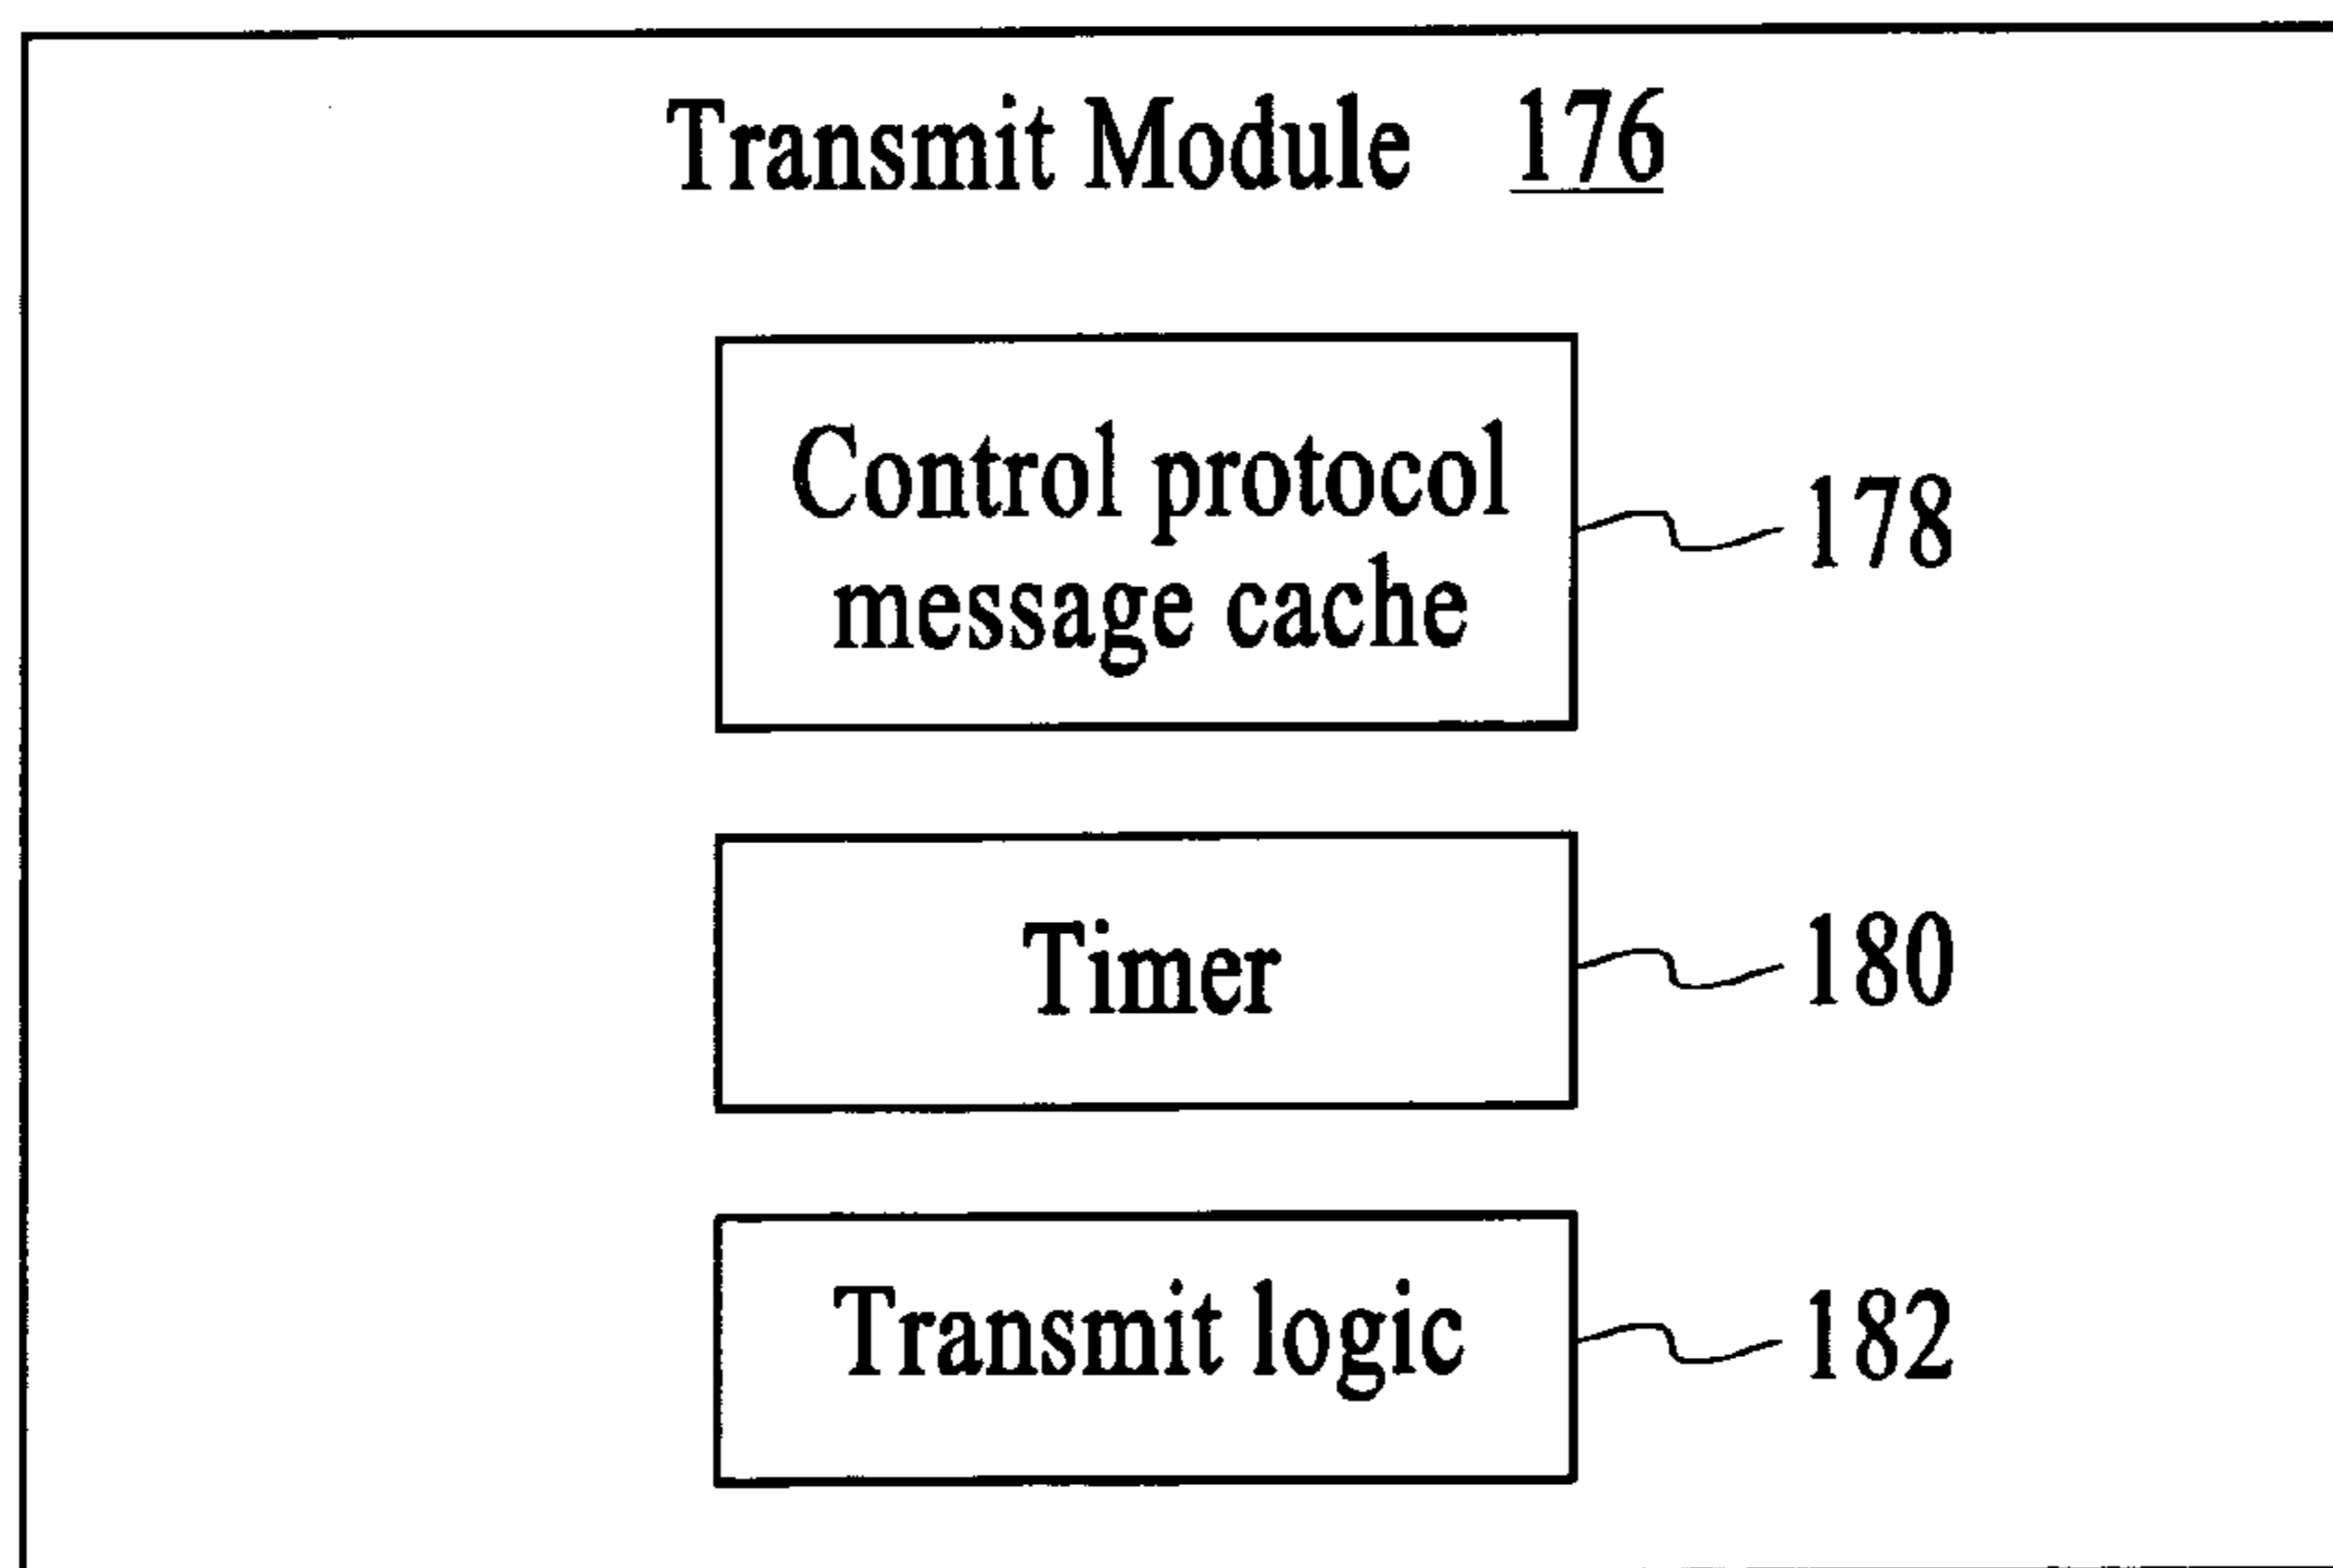 Transmit Module 176
Control protocol
message cache
178
Timer
180
Transmit logic
182